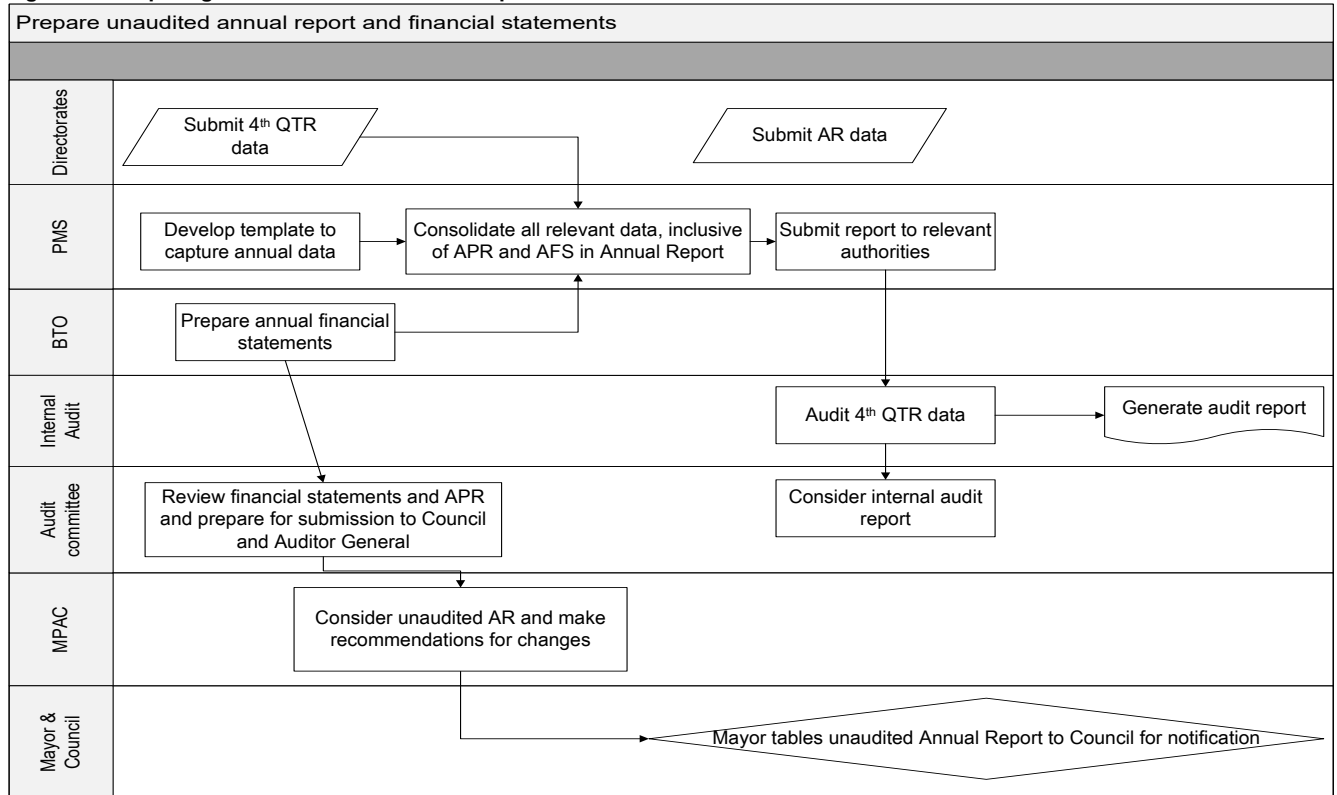 Prepare unaudited annual report and financial statements
Directorates
Submit 4th QTR
data
Submit AR data
PMS
Develop template to
capture annual data
Consolidate all relevant data, inclusive
of APR and AFS in Annual Report
Submit report to relevant
authorities
BTO
Prepare annual financial
statements
Internal
Audit
Audit 4th QTR data
Generate audit report
Audit
committee
Review financial statements and APR
and prepare for submission to Council
and Auditor General
Consider internal audit
report
MPAC
Consider unaudited AR and make
recommendations for changes
Mayor &
Council
Mayor tables unaudited Annual Report to Council for notification